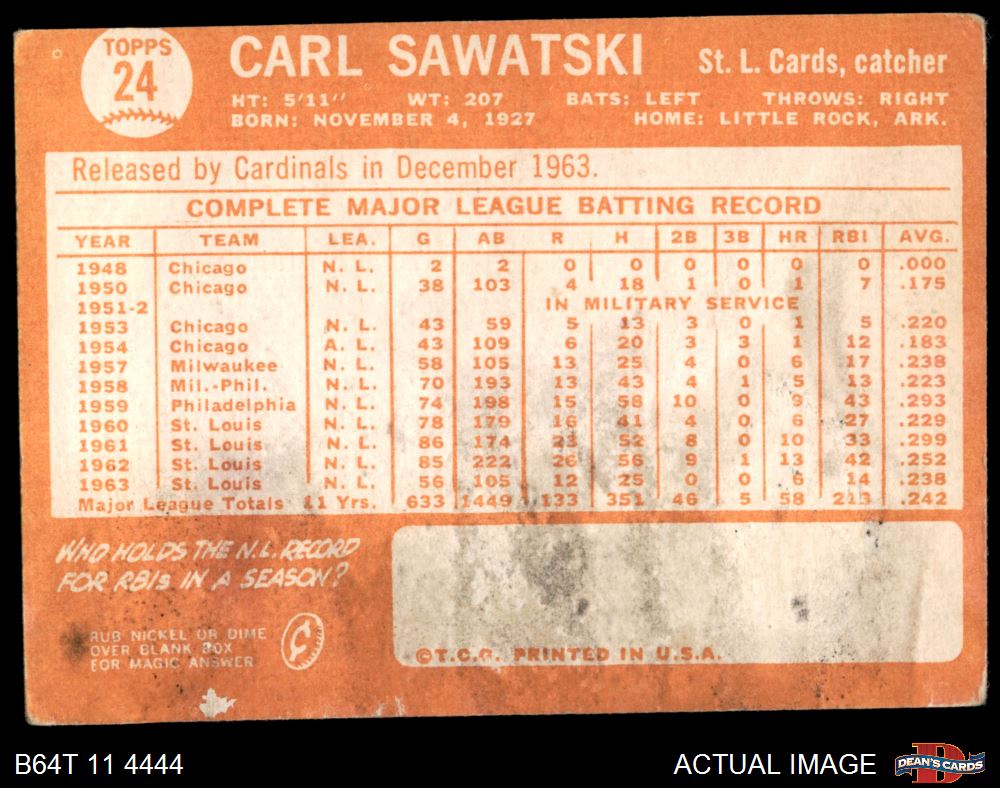 TOPPS
24
CARL SAWATSKI St. L. Cards, catcher
HT: 5'11" WT: 207 BATS: LEFT THROWS: RIGHT
BORN: NOVEMBER 4, 1927 HOME: LITTLE ROCK, ARK.
Released by Cardinals in December 1963.
COMPLETE MAJOR LEAGUE BATTING RECORD
YEAR TEAM LEA. G AB R H 2B 3B HR RBI AVG.
1948 Chicago N. L. 2 2 0 0 0 0 0 0 .000
1950 Chicago N. L. 38 103 4 18 1 0 1 7 .175
1951-2 IN MILITARY SERVICE
1953 Chicago N. L. 43 59 5 13 3 0 1 5 .220
1954 Chicago A. L. 43 109 6 20 3 3 1 12 .183
1957 Milwaukee N. L. 58 105 13 25 4 0 6 17 .238
1958 Mil.-Phil. N. L. 70 193 13 43 4 1 5 13 .223
1959 Philadelphia N. L. 74 198 15 58 10 0 9 43 .293
1960 St. Louis N. L. 78 179 16 41 4 0 6 27 .229
1961 St. Louis N. L. 86 174 23 52 8 0 10 33 .299
1962 St. Louis N. L. 85 222 26 56 9 1 13 42 .252
1963 St. Louis N. L. 56 105 12 25 0 0 6 14 .238
Major League Totals 11 Yrs. 633 1449 133 351 46 5 58 213 .242
WHO HOLDS THE N.L. RECORD
FOR RBIs IN A SEASON?
RUB NICKEL OR DIME
OVER BLANK BOX
FOR MAGIC ANSWER
©T.C.G. PRINTED IN U.S.A.
B64T 11 4444 ACTUAL IMAGE
DEAN'S CARDS